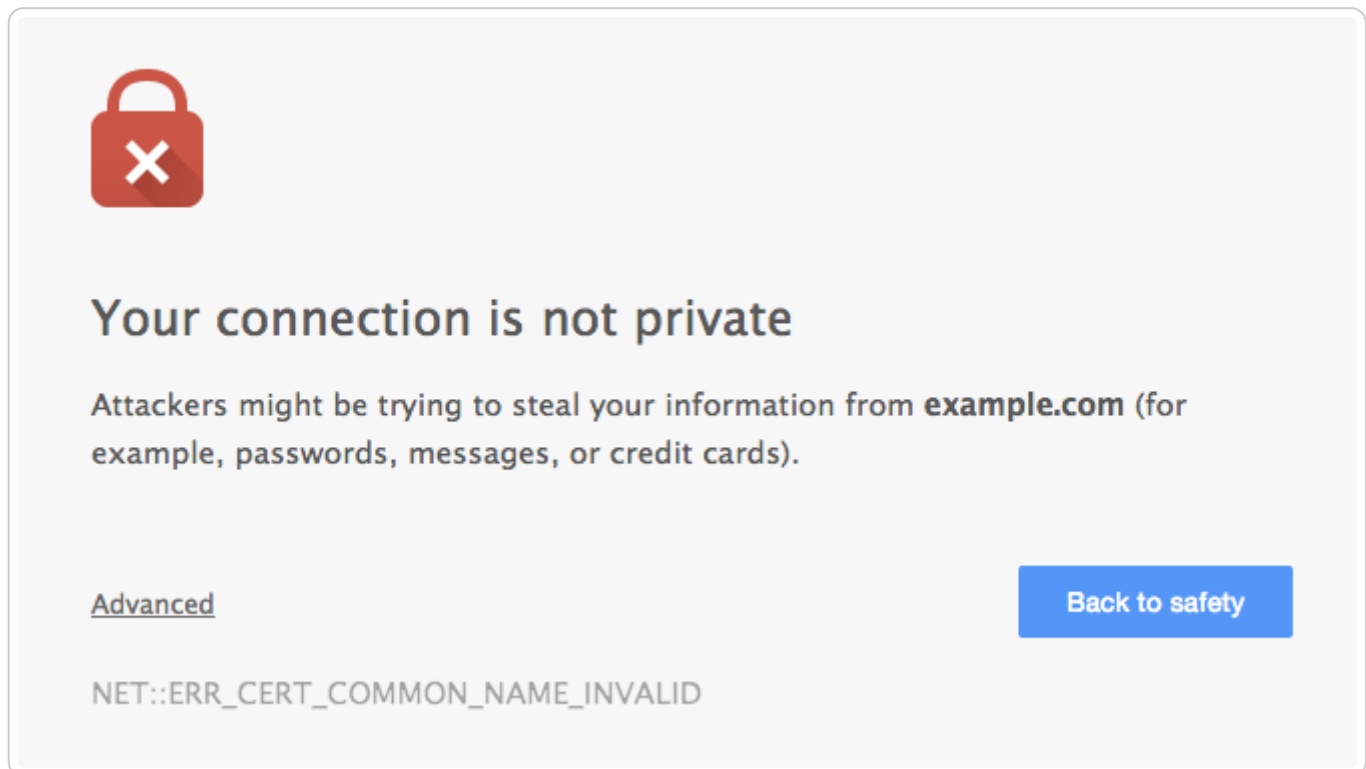 Your connection is not private
Attackers might be trying to steal your information from example.com (for
example, passwords, messages, or credit cards).
Advanced
Back to safety
NET::ERR_CERT_COMMON_NAME_INVALID